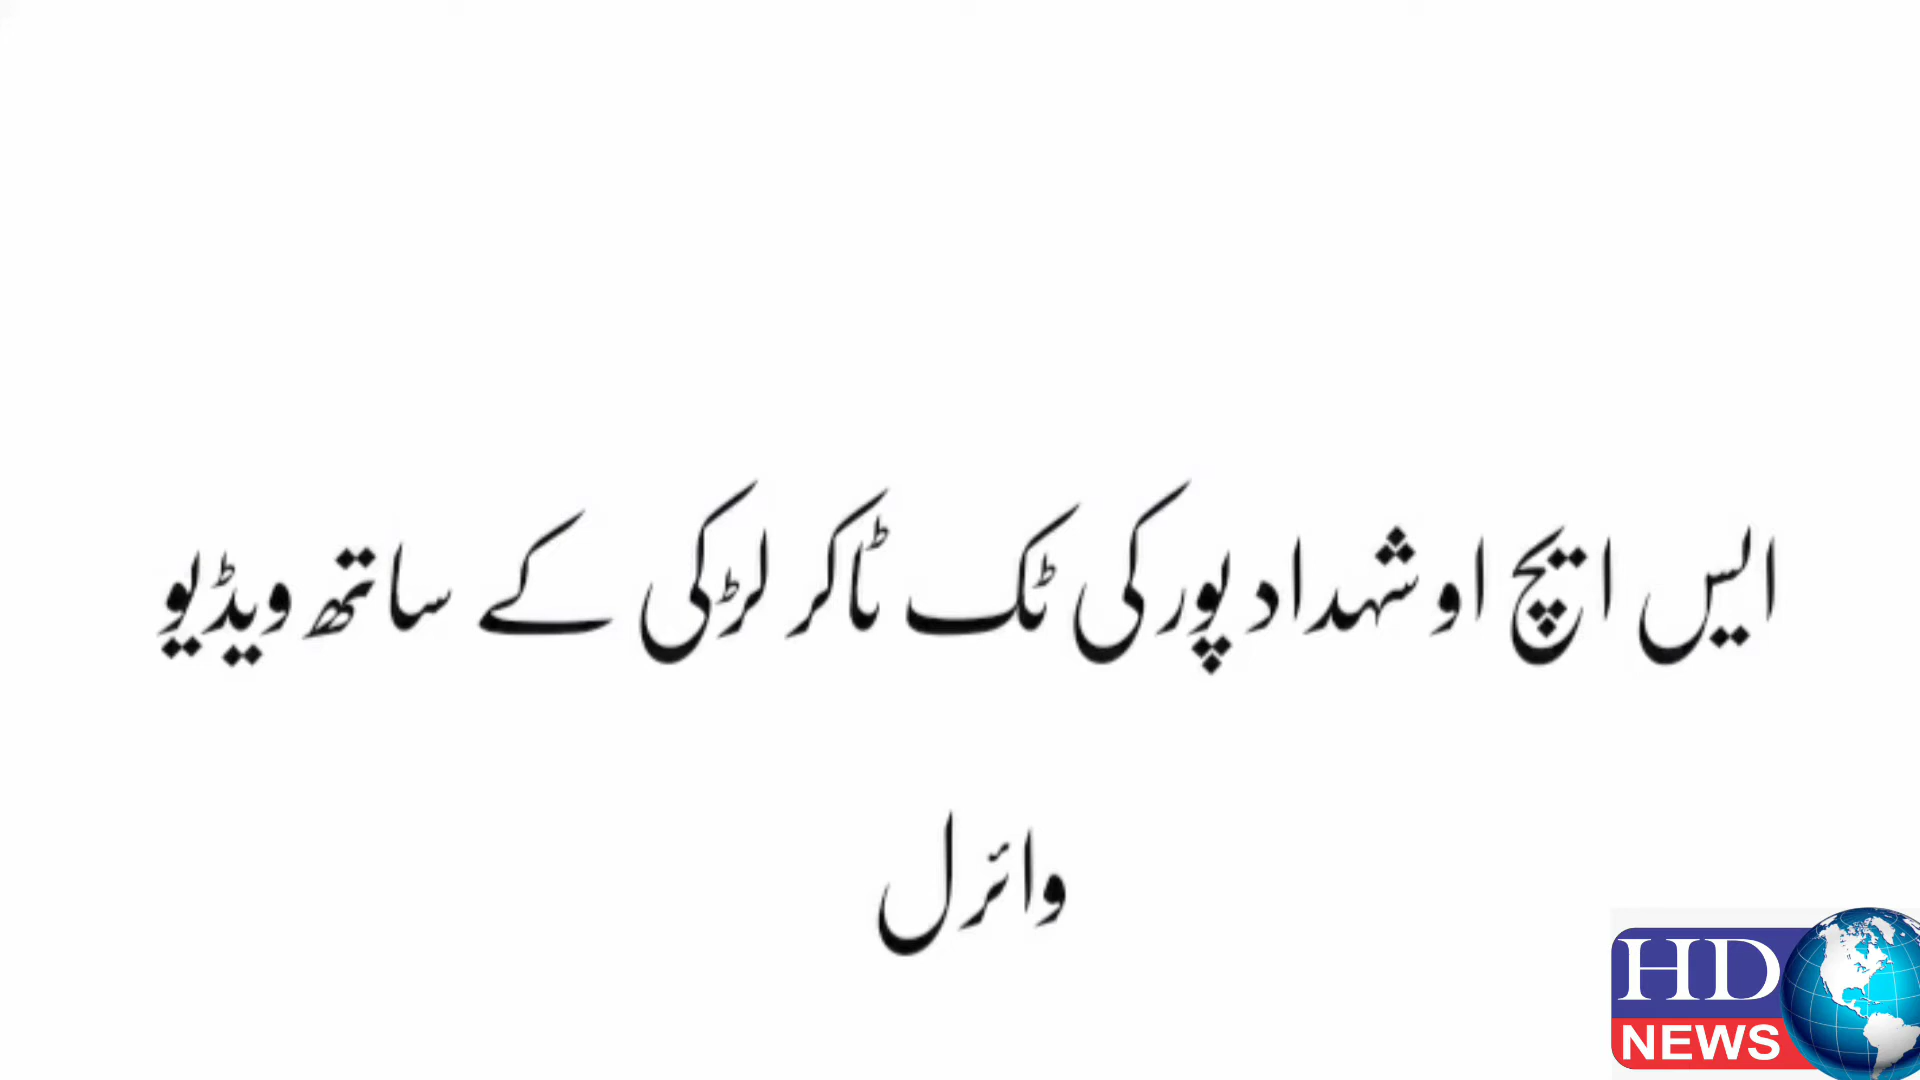 ایس ایچ او شہداد پور کی ٹک ٹاکر لڑکی کے ساتھ ویڈیو
وائرل
HD
NEWS